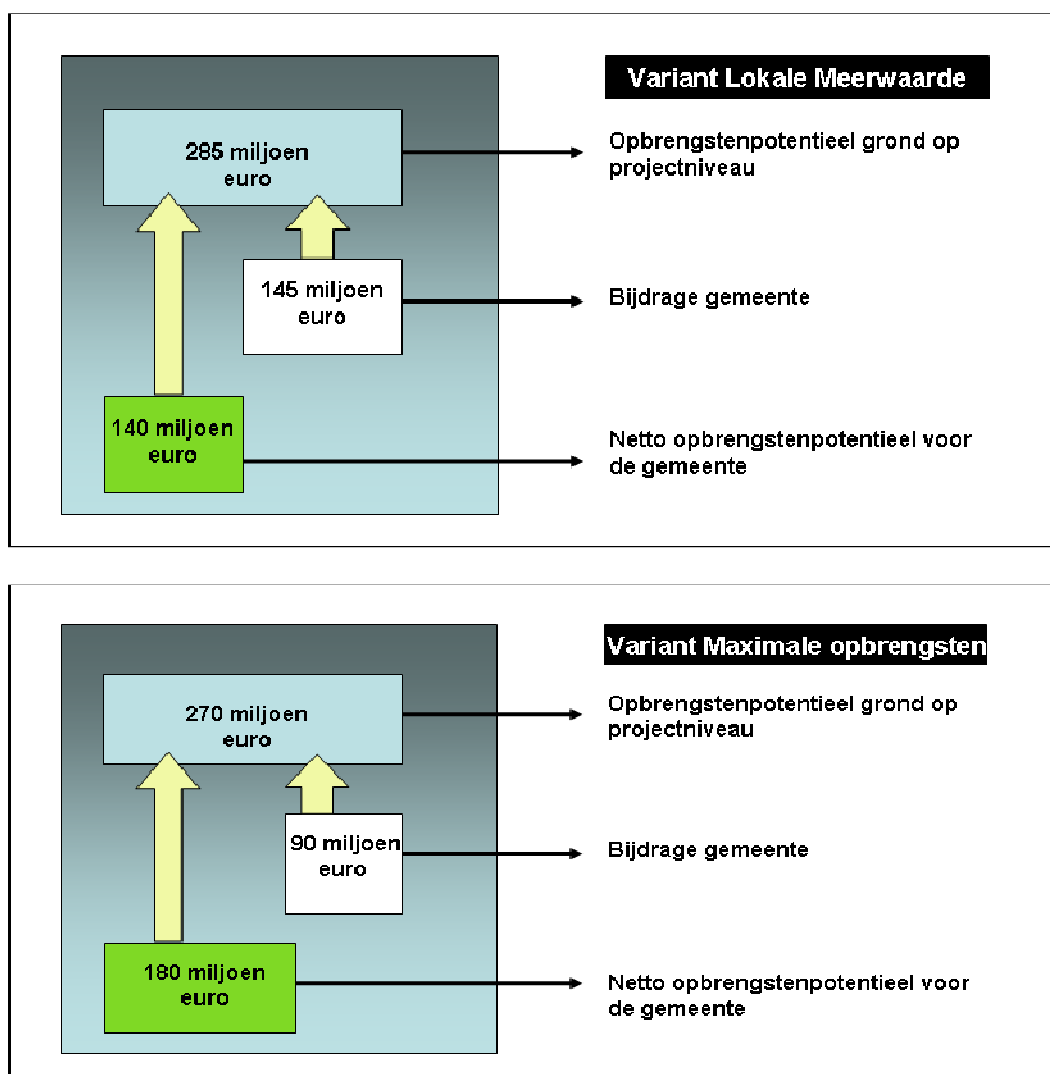 Variant Lokale Meerwaarde
285 miljoen
euro
Opbrengstenpotentieel grond op
projectniveau
145 miljoen
euro
Bijdrage gemeente
140 miljoen
euro
Netto opbrengstenpotentieel voor
de gemeente
Variant Maximale opbrengsten
270 miljoen
euro
Opbrengstenpotentieel grond op
projectniveau
90 miljoen
euro
Bijdrage gemeente
180 miljoen
euro
Netto opbrengstenpotentieel voor
de gemeente